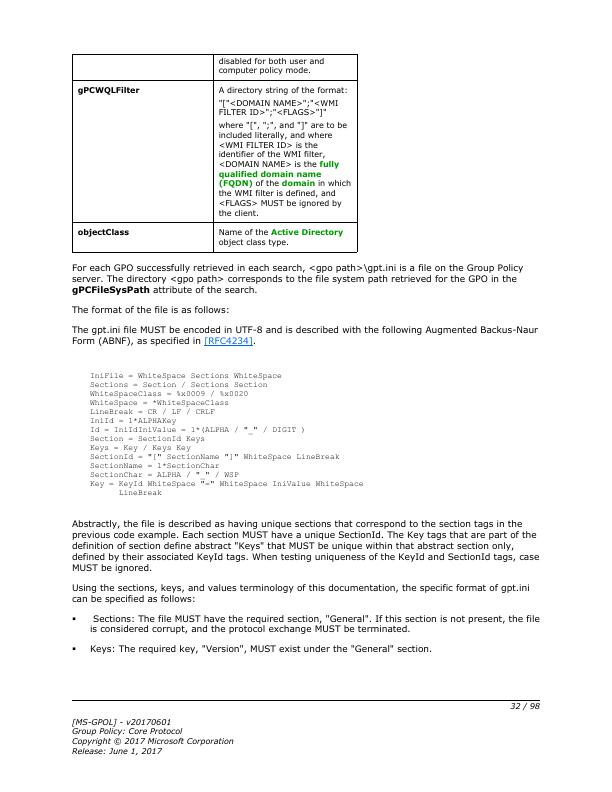 disabled for both user and
computer policy mode.
gPCWQLFilter
A directory string of the format:
"["<DOMAIN NAME>";"<WMI
FILTER ID>";"<FLAGS>"]"
where "[", ";", and "]" are to be
included literally, and where
<WMI FILTER ID> is the
identifier of the WMI filter,
<DOMAIN NAME> is the fully
qualified domain name
(FQDN) of the domain in which
the WMI filter is defined, and
<FLAGS> MUST be ignored by
the client.
objectClass
Name of the Active Directory
object class type.
For each GPO successfully retrieved in each search, <gpo path>\gpt.ini is a file on the Group Policy
server. The directory <gpo path> corresponds to the file system path retrieved for the GPO in the
gPCFileSysPath attribute of the search.
The format of the file is as follows:
The gpt.ini file MUST be encoded in UTF-8 and is described with the following Augmented Backus-Naur
Form (ABNF), as specified in [RFC4234].
IniFile = WhiteSpace Sections WhiteSpace
Sections = Section / Sections Section
WhiteSpaceClass = %x0009 / %x0020
WhiteSpace = *WhiteSpaceClass
LineBreak = CR / LF / CRLF
IniId = 1*ALPHAKey
Id = IniIdIniValue = 1*(ALPHA / "_" / DIGIT )
Section = SectionId Keys
Keys = Key / Keys Key
SectionId = "[" SectionName "]" WhiteSpace LineBreak
SectionName = 1*SectionChar
SectionChar = ALPHA / "_" / WSP
Key = KeyId WhiteSpace "=" WhiteSpace IniValue WhiteSpace
LineBreak
Abstractly, the file is described as having unique sections that correspond to the section tags in the
previous code example. Each section MUST have a unique SectionId. The Key tags that are part of the
definition of section define abstract "Keys" that MUST be unique within that abstract section only,
defined by their associated KeyId tags. When testing uniqueness of the KeyId and SectionId tags, case
MUST be ignored.
Using the sections, keys, and values terminology of this documentation, the specific format of gpt.ini
can be specified as follows:
▪ Sections: The file MUST have the required section, "General". If this section is not present, the file
is considered corrupt, and the protocol exchange MUST be terminated.
▪ Keys: The required key, "Version", MUST exist under the "General" section.
32 / 98
[MS-GPOL] - v20170601
Group Policy: Core Protocol
Copyright © 2017 Microsoft Corporation
Release: June 1, 2017